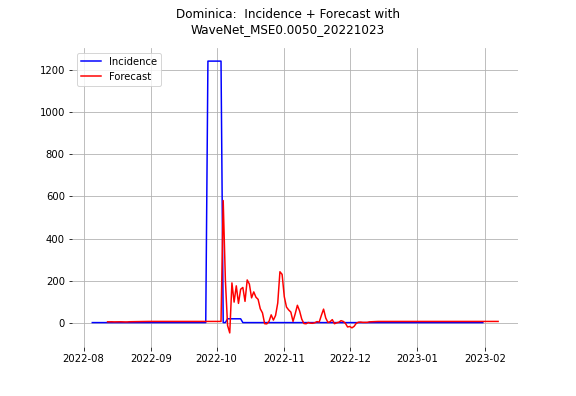 Dominica:  Incidence + Forecast with
WaveNet_MSE0.0050_20221023
Incidence
Forecast
1200
1000
800
600
400
200
0
2022-08 2022-09 2022-10 2022-11 2022-12 2023-01 2023-02